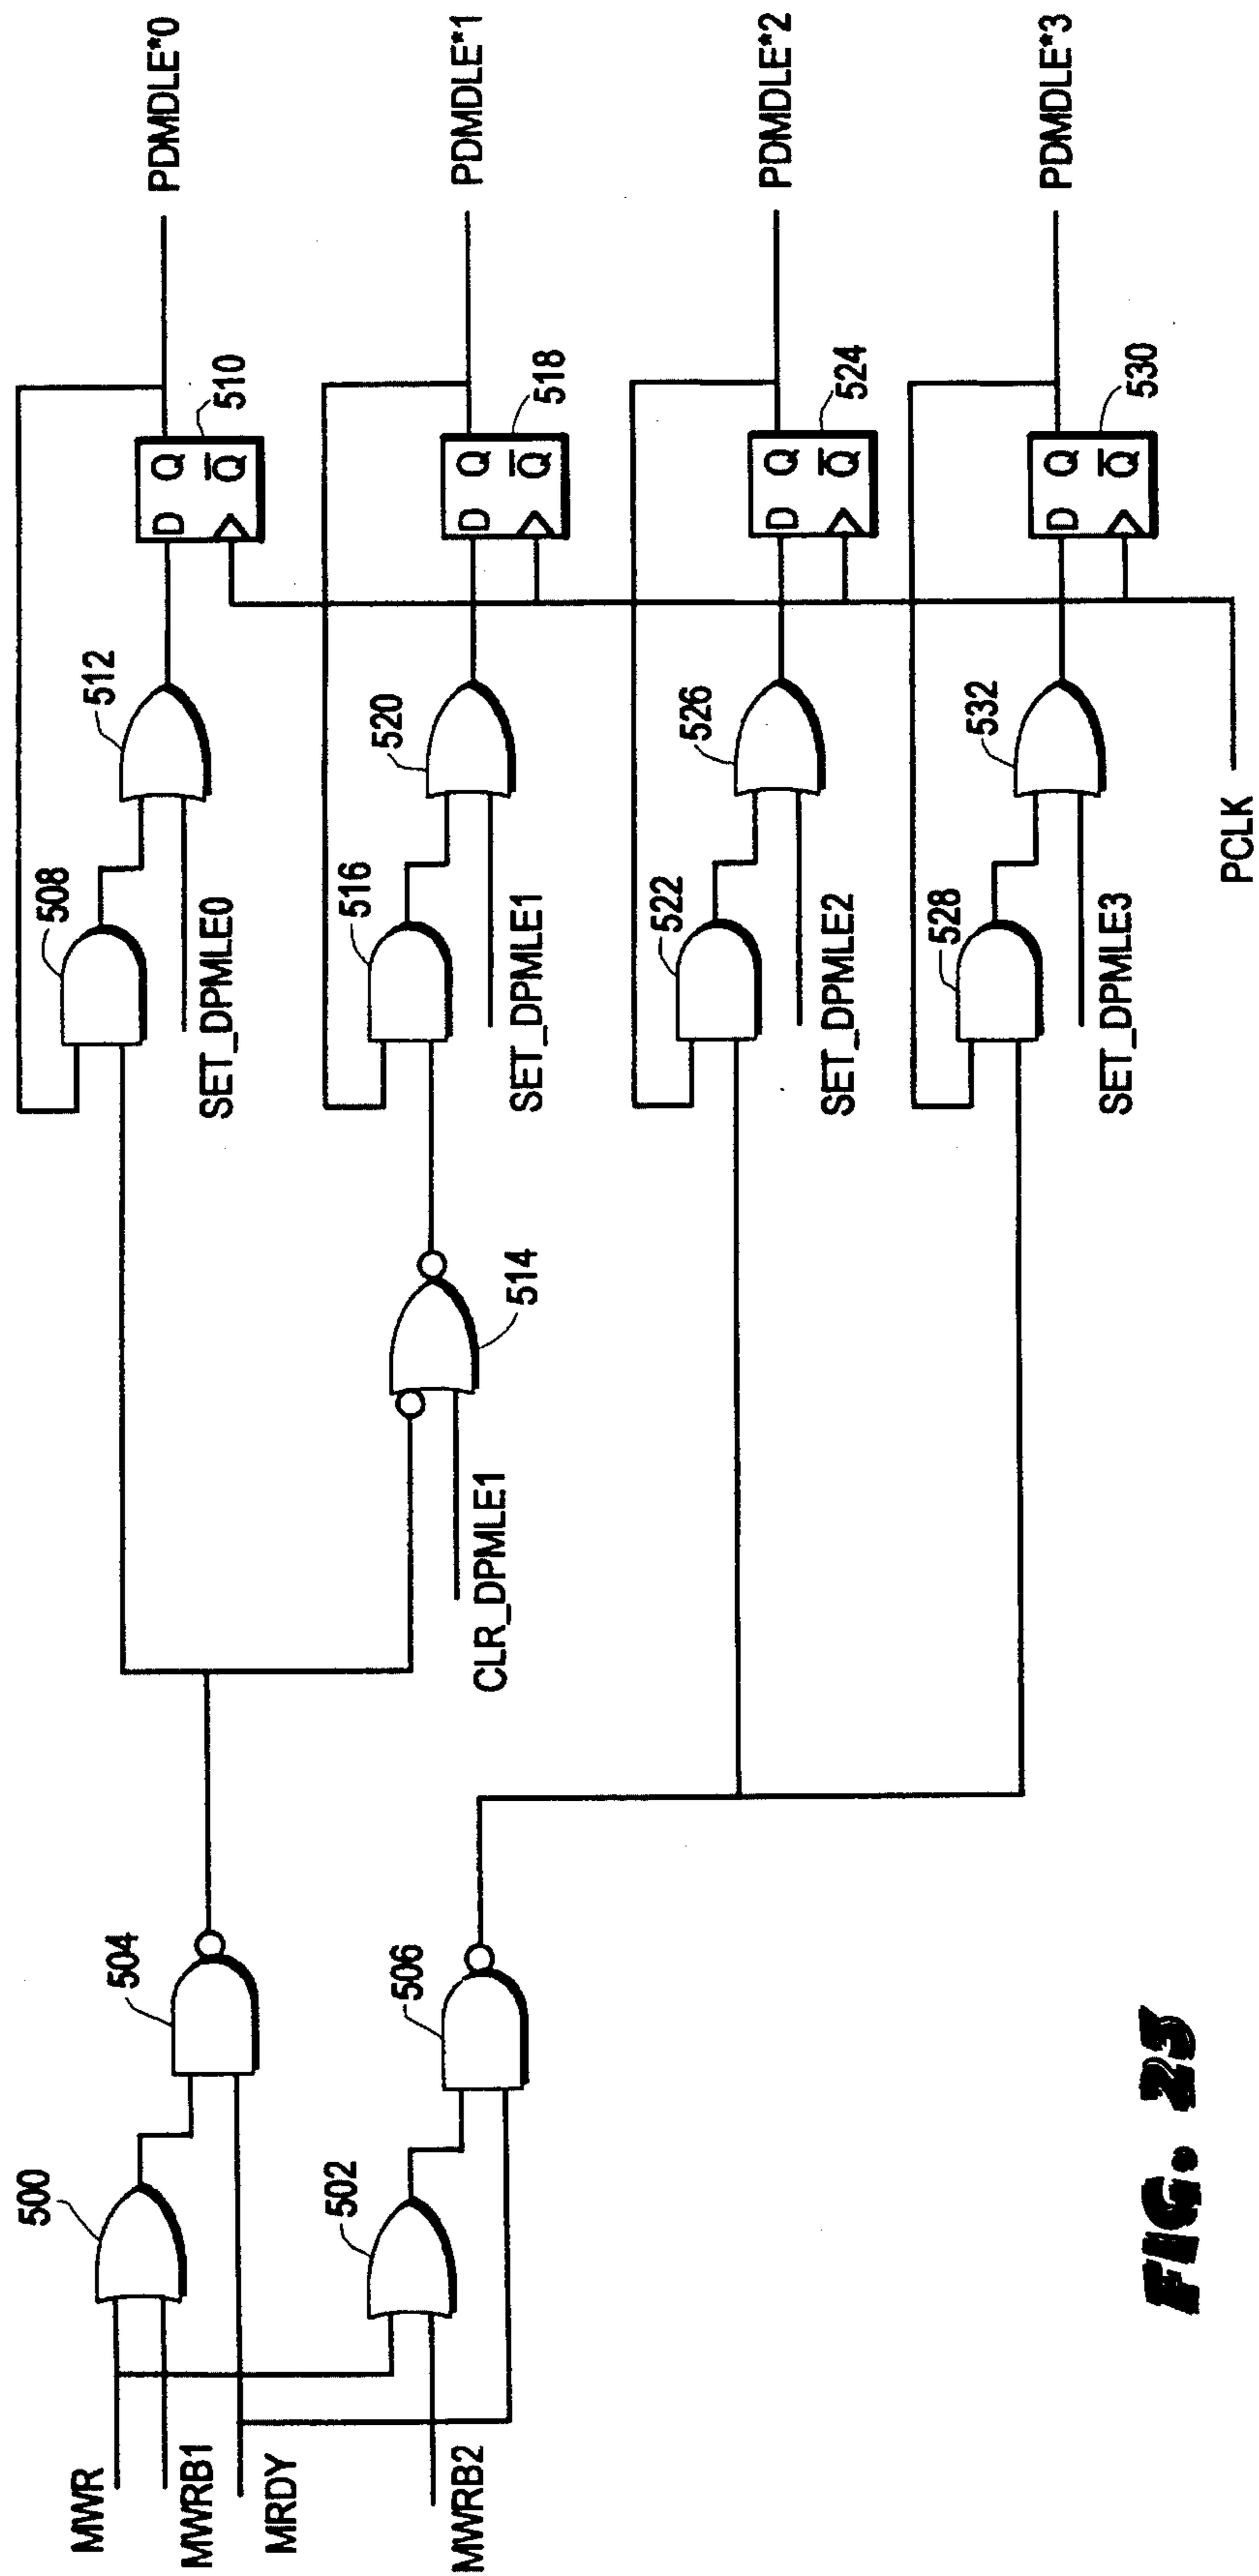 MWR
MWRB1
MRDY
MWRB2
500
502
504
506
CLR_DPMLE1
514
508
SET_DPMLE0
512
D Q
Q
510
PDMDLE*0
516
SET_DPMLE1
520
D Q
Q
518
PDMDLE*1
522
SET_DPMLE2
526
D Q
Q
524
PDMDLE*2
528
SET_DPMLE3
532
D Q
Q
530
PDMDLE*3
PCLK
FIG. 23